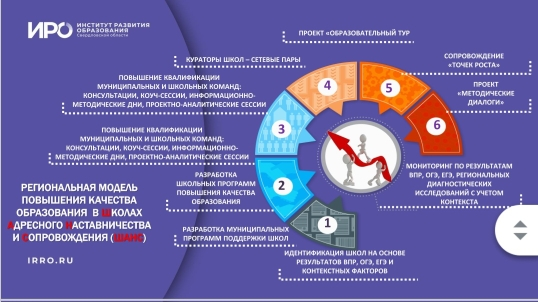 ИРО
ИНСТИТУТ РАЗВИТИЯ
ОБРАЗОВАНИЯ
Свердловской области
ПРОЕКТ «ОБРАЗОВАТЕЛЬНЫЙ ТУР
КУРАТОРЫ ШКОЛ – СЕТЕВЫЕ ПАРЫ
СОПРОВОЖДЕНИЕ
«ТОЧЕК РОСТА»
ПОВЫШЕНИЕ КВАЛИФИКАЦИИ
МУНИЦИПАЛЬНЫХ И ШКОЛЬНЫХ КОМАНД:
КОНСУЛЬТАЦИИ, КОУЧ-СЕССИИ, ИНФОРМАЦИОННО-
МЕТОДИЧЕСКИЕ ДНИ, ПРОЕКТНО-АНАЛИТИЧЕСКИЕ СЕССИИ
ПРОЕКТ
«МЕТОДИЧЕСКИЕ
ДИАЛОГИ»
ПОВЫШЕНИЕ КВАЛИФИКАЦИИ
МУНИЦИПАЛЬНЫХ И ШКОЛЬНЫХ КОМАНД:
КОНСУЛЬТАЦИИ, КОУЧ-СЕССИИ, ИНФОРМАЦИОННО-
МЕТОДИЧЕСКИЕ ДНИ, ПРОЕКТНО-АНАЛИТИЧЕСКИЕ СЕССИИ
1
2
3
4
5
6
МОНИТОРИНГ ПО РЕЗУЛЬТАТАМ
ВПР, ОГЭ, ЕГЭ, РЕГИОНАЛЬНЫХ
ДИАГНОСТИЧЕСКИХ
ИССЛЕДОВАНИЙ С УЧЕТОМ
КОНТЕКСТА
РАЗРАБОТКА
ШКОЛЬНЫХ ПРОГРАММ
ПОВЫШЕНИЯ КАЧЕСТВА
ОБРАЗОВАНИЯ
РЕГИОНАЛЬНАЯ МОДЕЛЬ
ПОВЫШЕНИЯ КАЧЕСТВА
ОБРАЗОВАНИЯ В ШКОЛАХ
АДРЕСНОГО НАСТАВНИЧЕСТВА
И СОПРОВОЖДЕНИЯ (ШАНС)
РАЗРАБОТКА МУНИЦИПАЛЬНЫХ
ПРОГРАММ ПОДДЕРЖКИ ШКОЛ
ИДЕНТИФИКАЦИЯ ШКОЛ НА ОСНОВЕ
РЕЗУЛЬТАТОВ ВПР, ОГЭ, ЕГЭ И
КОНТЕКСТНЫХ ФАКТОРОВ
IRRO.RU